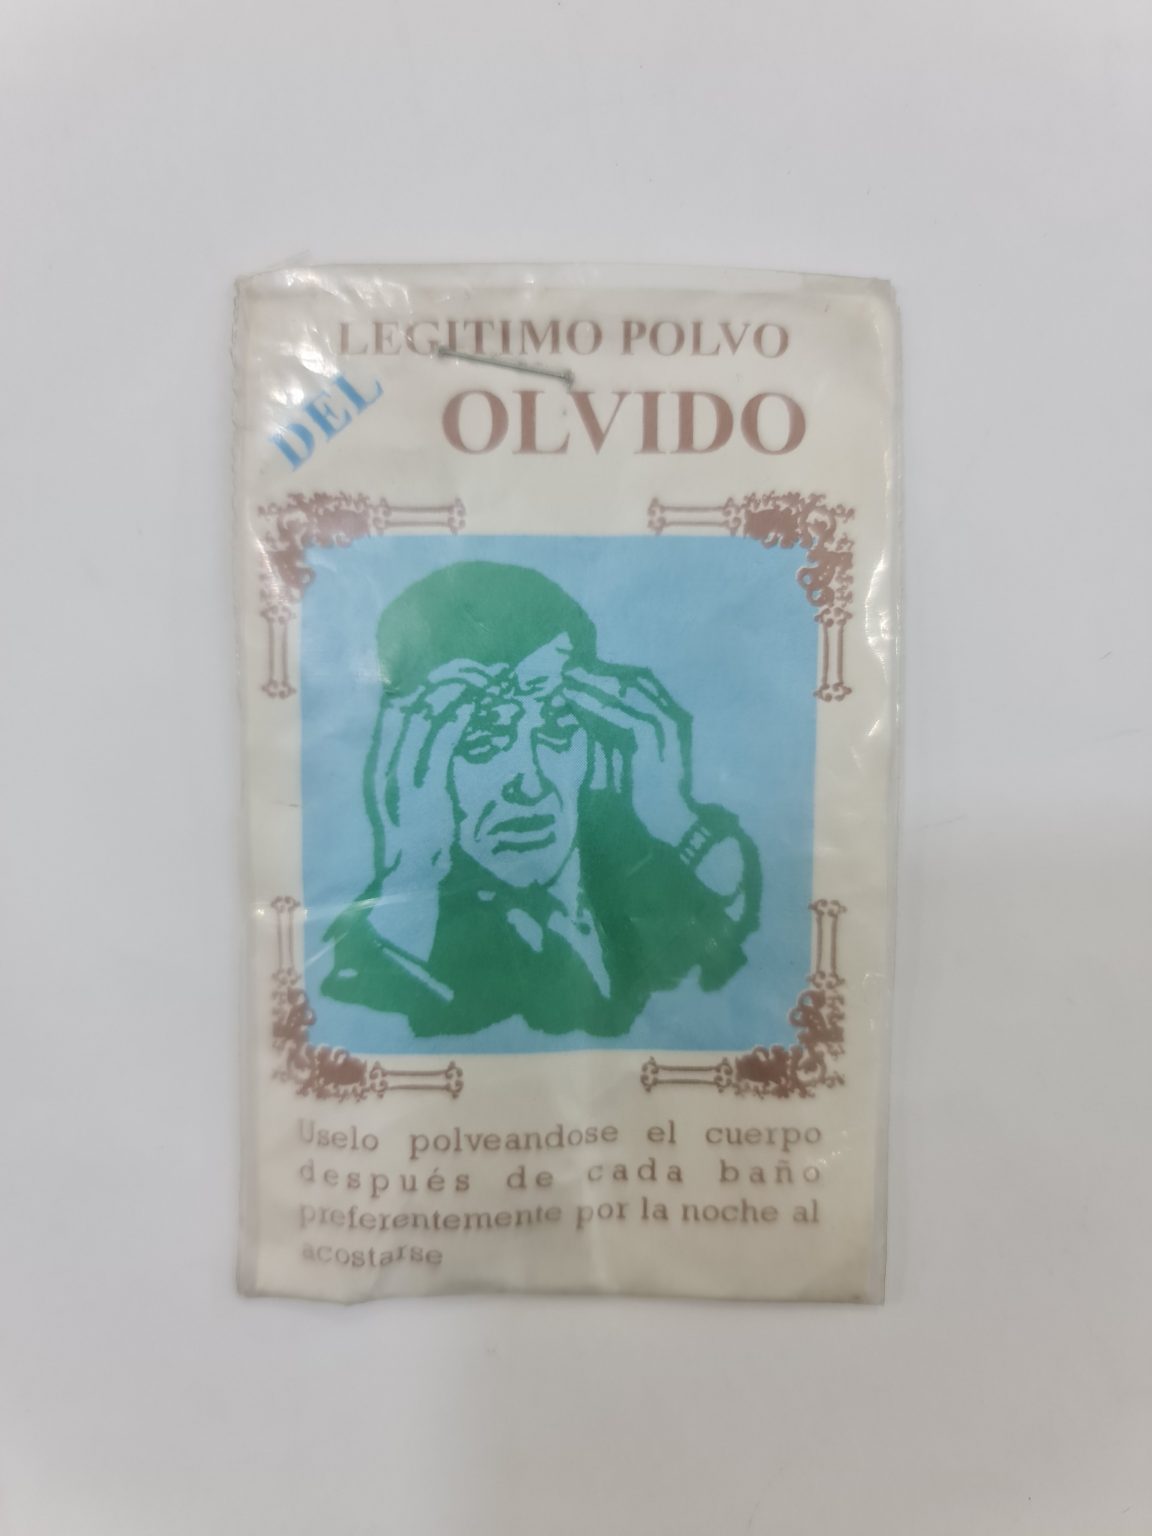 LEGITIMO POLVO
DEL
OLVIDO
Uselo polveandose el cuerpo
después de cada baño
preferentemente por la noche al
acostarse